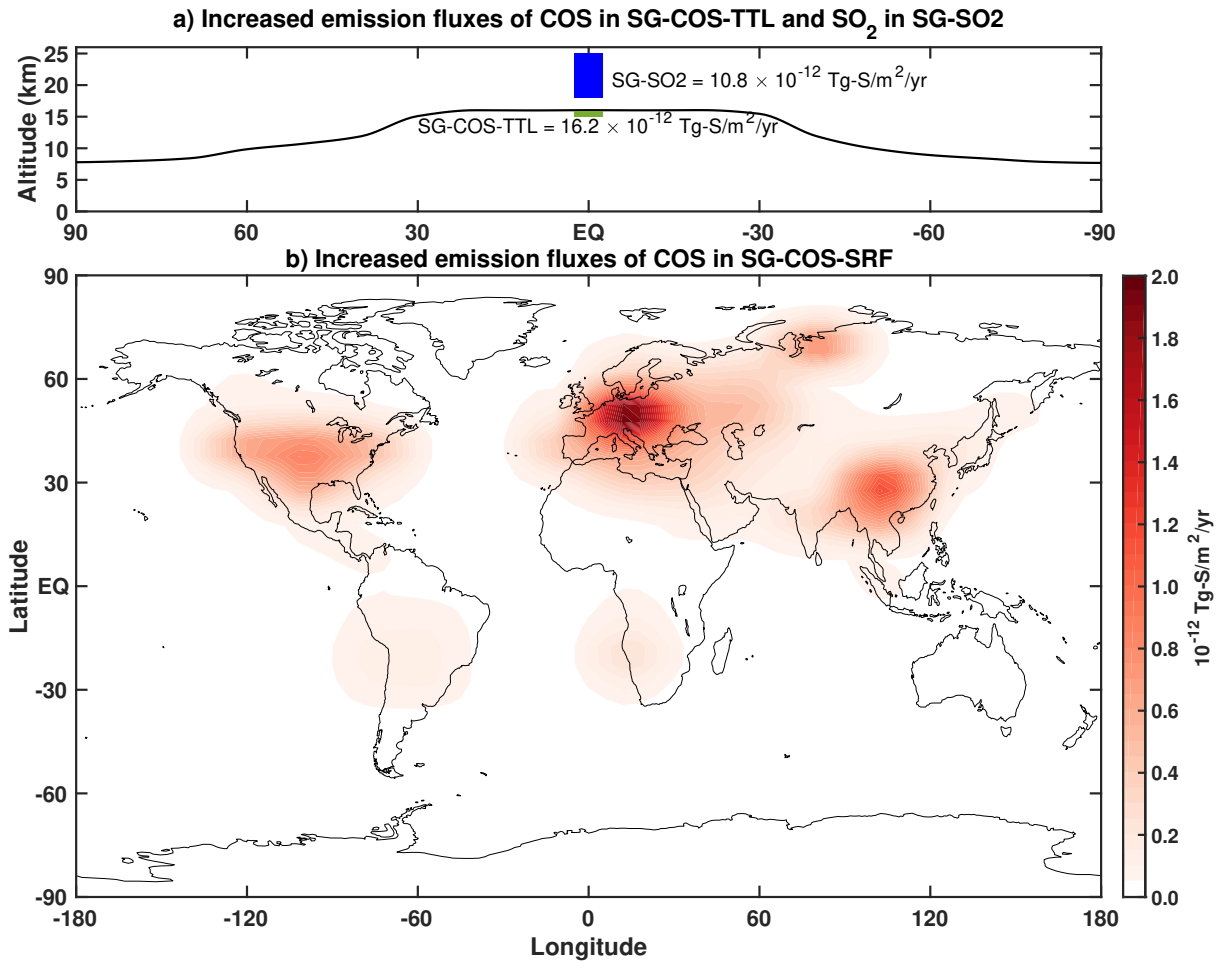 a) Increased emission fluxes of COS in SG-COS-TTL and SO2 in SG-SO2
Altitude (km)
25
20
15
10
5
0
SG-SO2 = 10.8 × 10-12 Tg-S/m2/yr
SG-COS-TTL = 16.2 × 10-12 Tg-S/m2/yr
90 60 30 EQ -30 -60 -90
b) Increased emission fluxes of COS in SG-COS-SRF
Latitude
90
60
30
EQ
-30
-60
-90
-180 -120 -60 0 60 120 180
Longitude
2.0
1.8
1.6
1.4
1.2
1.0
0.8
0.6
0.4
0.2
0.0
10-12 Tg-S/m2/yr